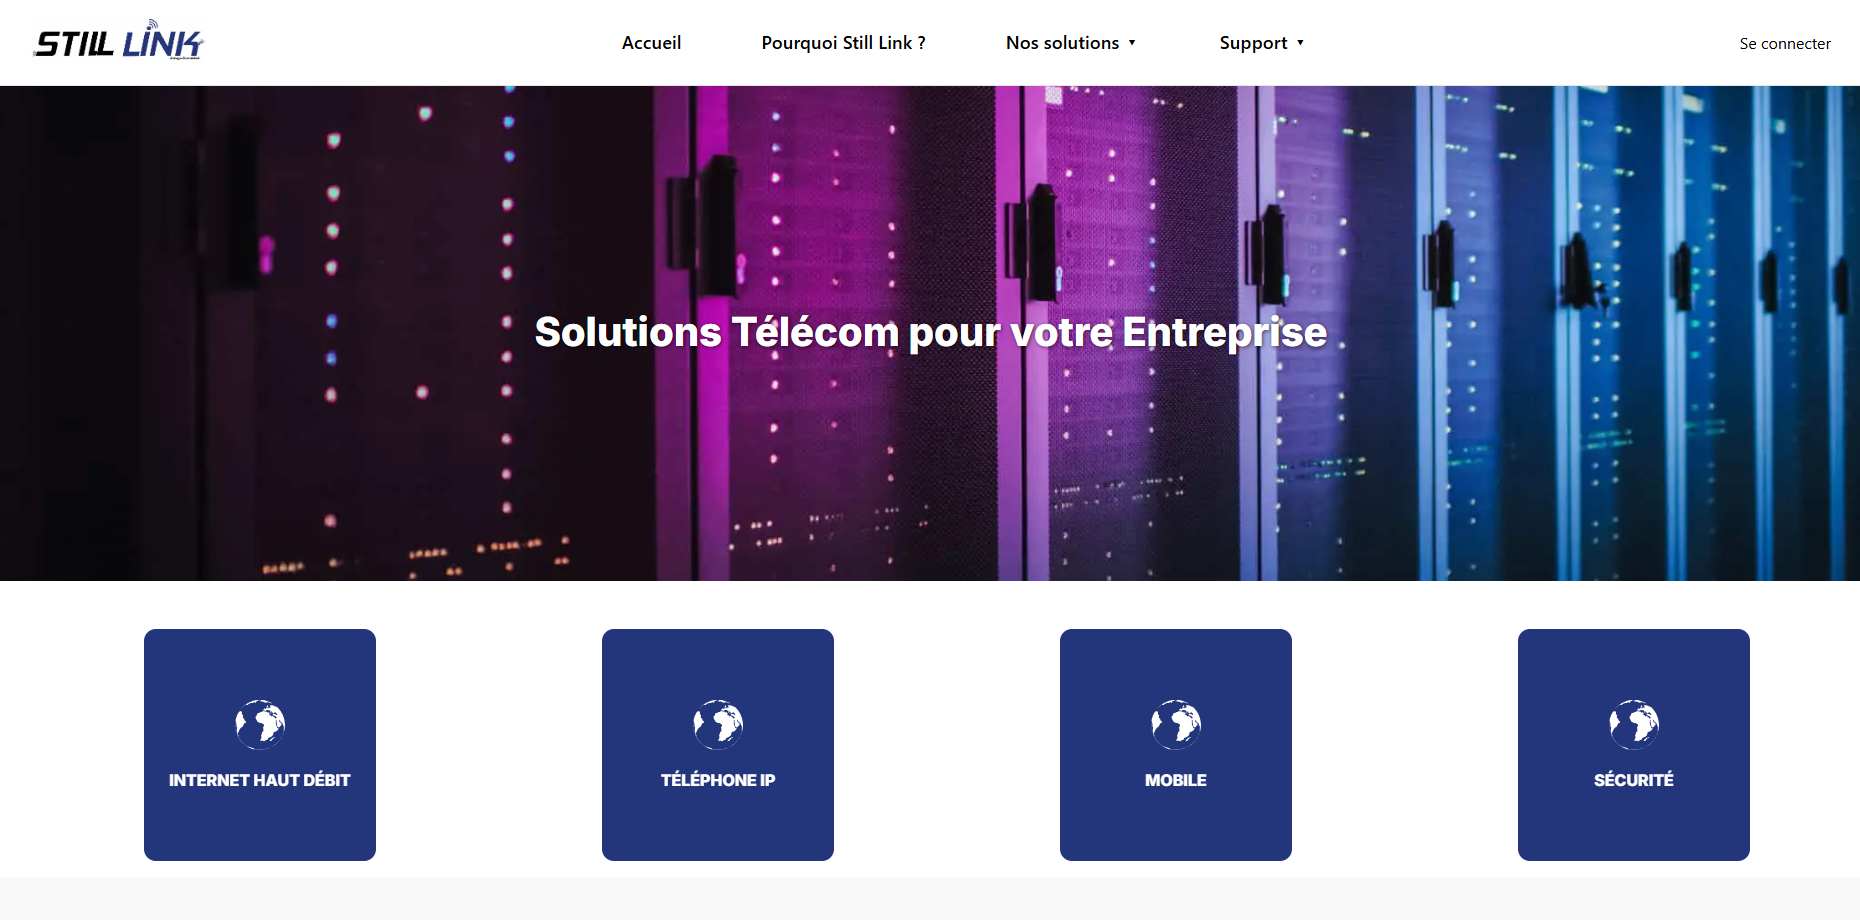 STILL LINK
Accueil
Pourquoi Still Link ?
Nos solutions
Support
Se connecter
Solutions Télécom pour votre Entreprise
INTERNET HAUT DÉBIT
TÉLÉPHONE IP
MOBILE
SÉCURITÉ